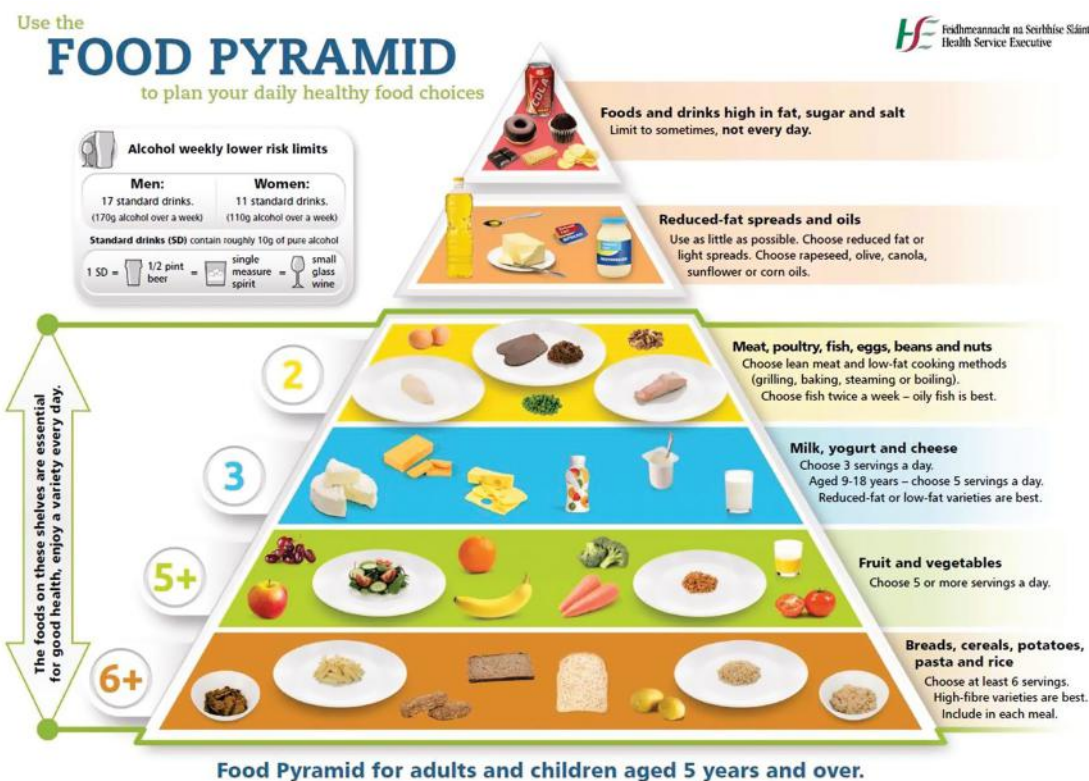 Use the
FOOD PYRAMID
to plan your daily healthy food choices
Feidhmeannacht na Seirbhíse Sláint
Health Service Executive
Alcohol weekly lower risk limits
Men:
17 standard drinks.
(170g alcohol over a week)
Women:
11 standard drinks.
(110g alcohol over a week)
Standard drinks (SD) contain roughly 10g of pure alcohol
1 SD =
1/2 pint
beer
=
single
measure
spirit
=
small
glass
wine
COLA
Foods and drinks high in fat, sugar and salt
Limit to sometimes, not every day.
Reduced-fat spreads and oils
Use as little as possible. Choose reduced fat or
light spreads. Choose rapeseed, olive, canola,
sunflower or corn oils.
The foods on these shelves are essential
for good health, enjoy a variety every day.
2
Meat, poultry, fish, eggs, beans and nuts
Choose lean meat and low-fat cooking methods
(grilling, baking, steaming or boiling).
Choose fish twice a week – oily fish is best.
3
Milk, yogurt and cheese
Choose 3 servings a day.
Aged 9-18 years – choose 5 servings a day.
Reduced-fat or low-fat varieties are best.
5+
Fruit and vegetables
Choose 5 or more servings a day.
6+
Breads, cereals, potatoes,
pasta and rice
Choose at least 6 servings.
High-fibre varieties are best.
Include in each meal.
Food Pyramid for adults and children aged 5 years and over.